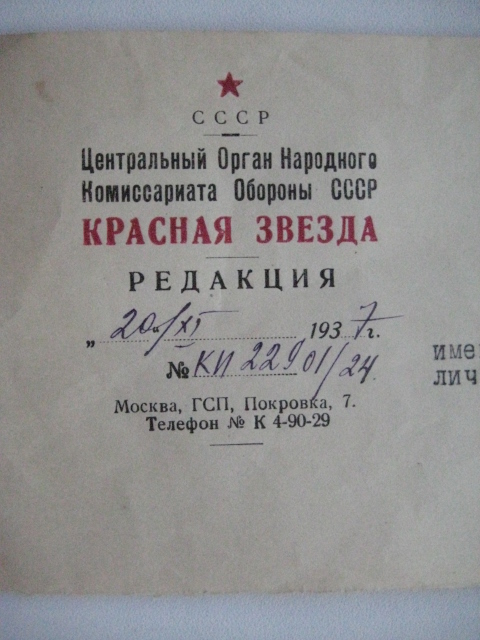 СССР
Центральный Орган Народного
Комиссариата Обороны СССР
КРАСНАЯ ЗВЕЗДА
РЕДАКЦИЯ
„ 20 " /XI 1937 г.
№ КП 22901/24
име
лич
Москва, ГСП, Покровка, 7.
Телефон № К 4-90-29